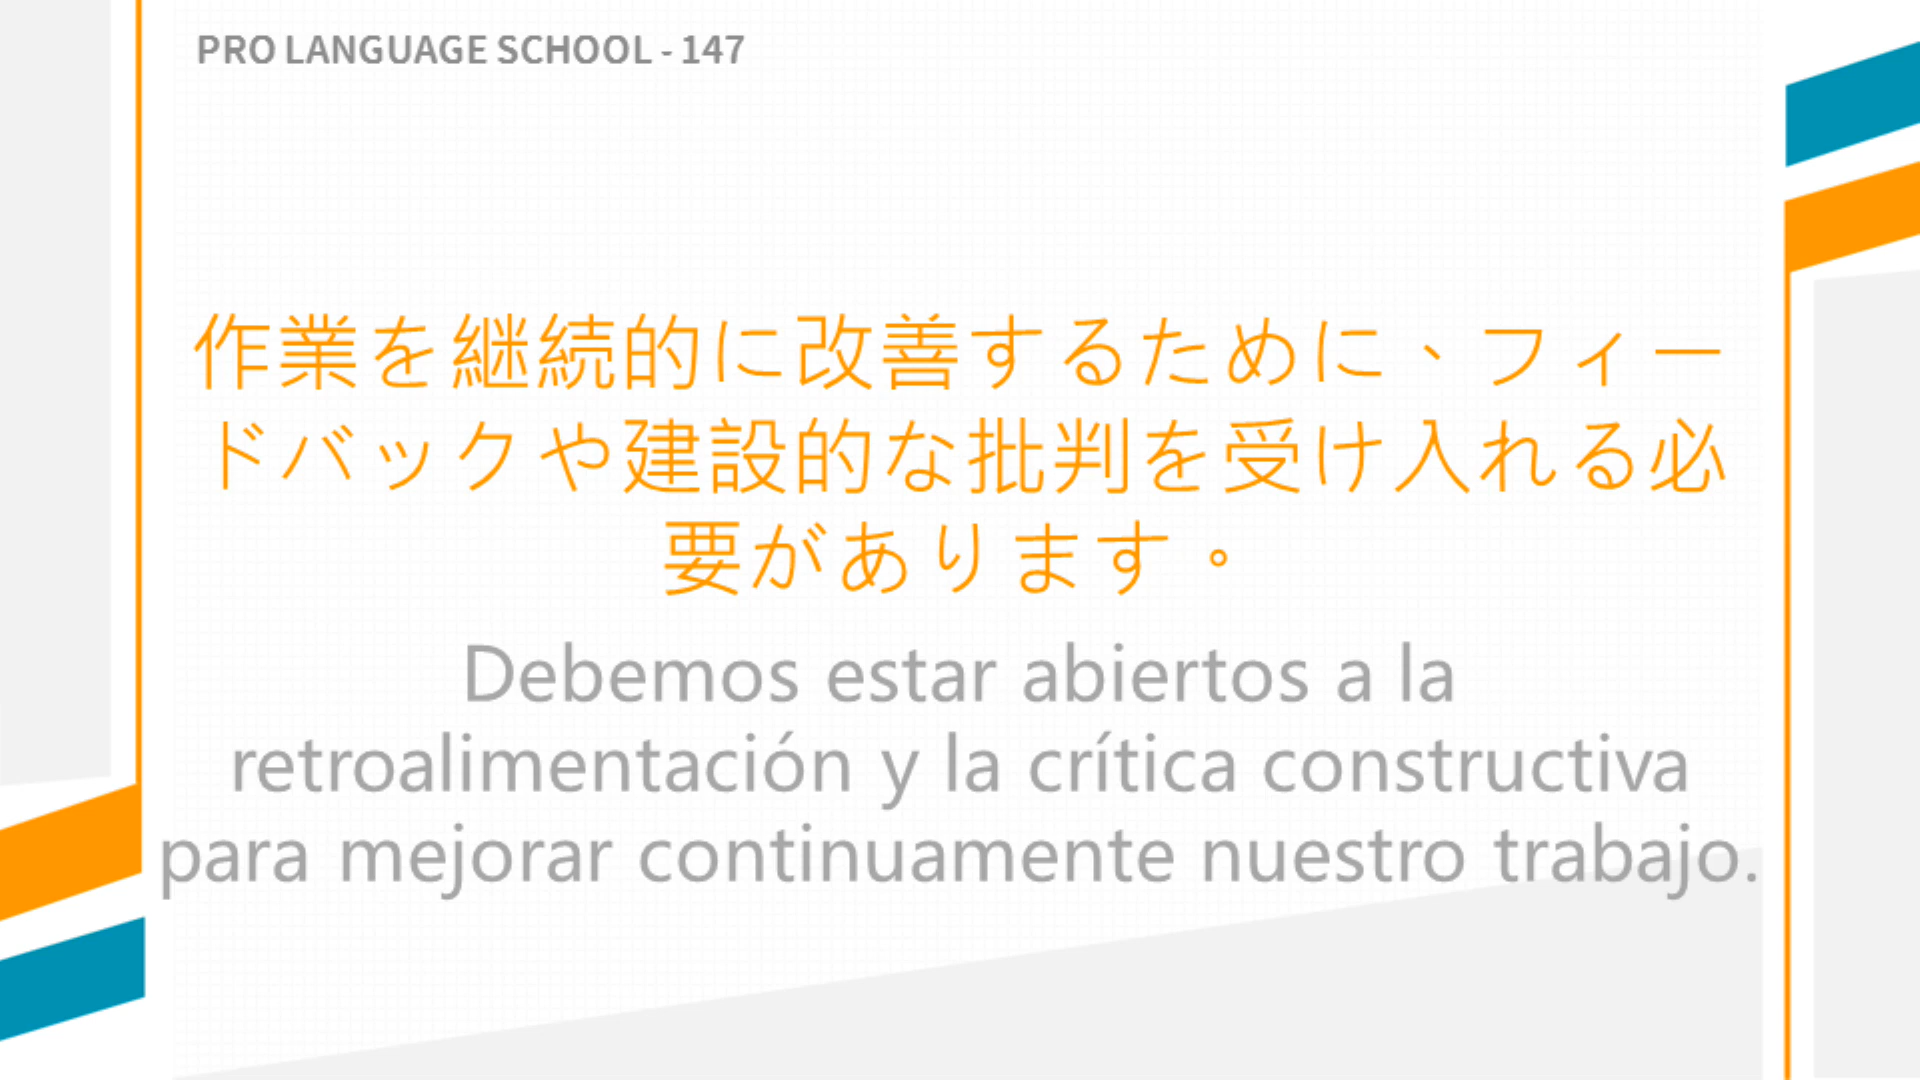 PRO LANGUAGE SCHOOL - 147
作業を継続的に改善するために、フィー
ドバックや建設的な批判を受け入れる必
要があります。
Debemos estar abiertos a la
retroalimentación y la crítica constructiva
para mejorar continuamente nuestro trabajo.